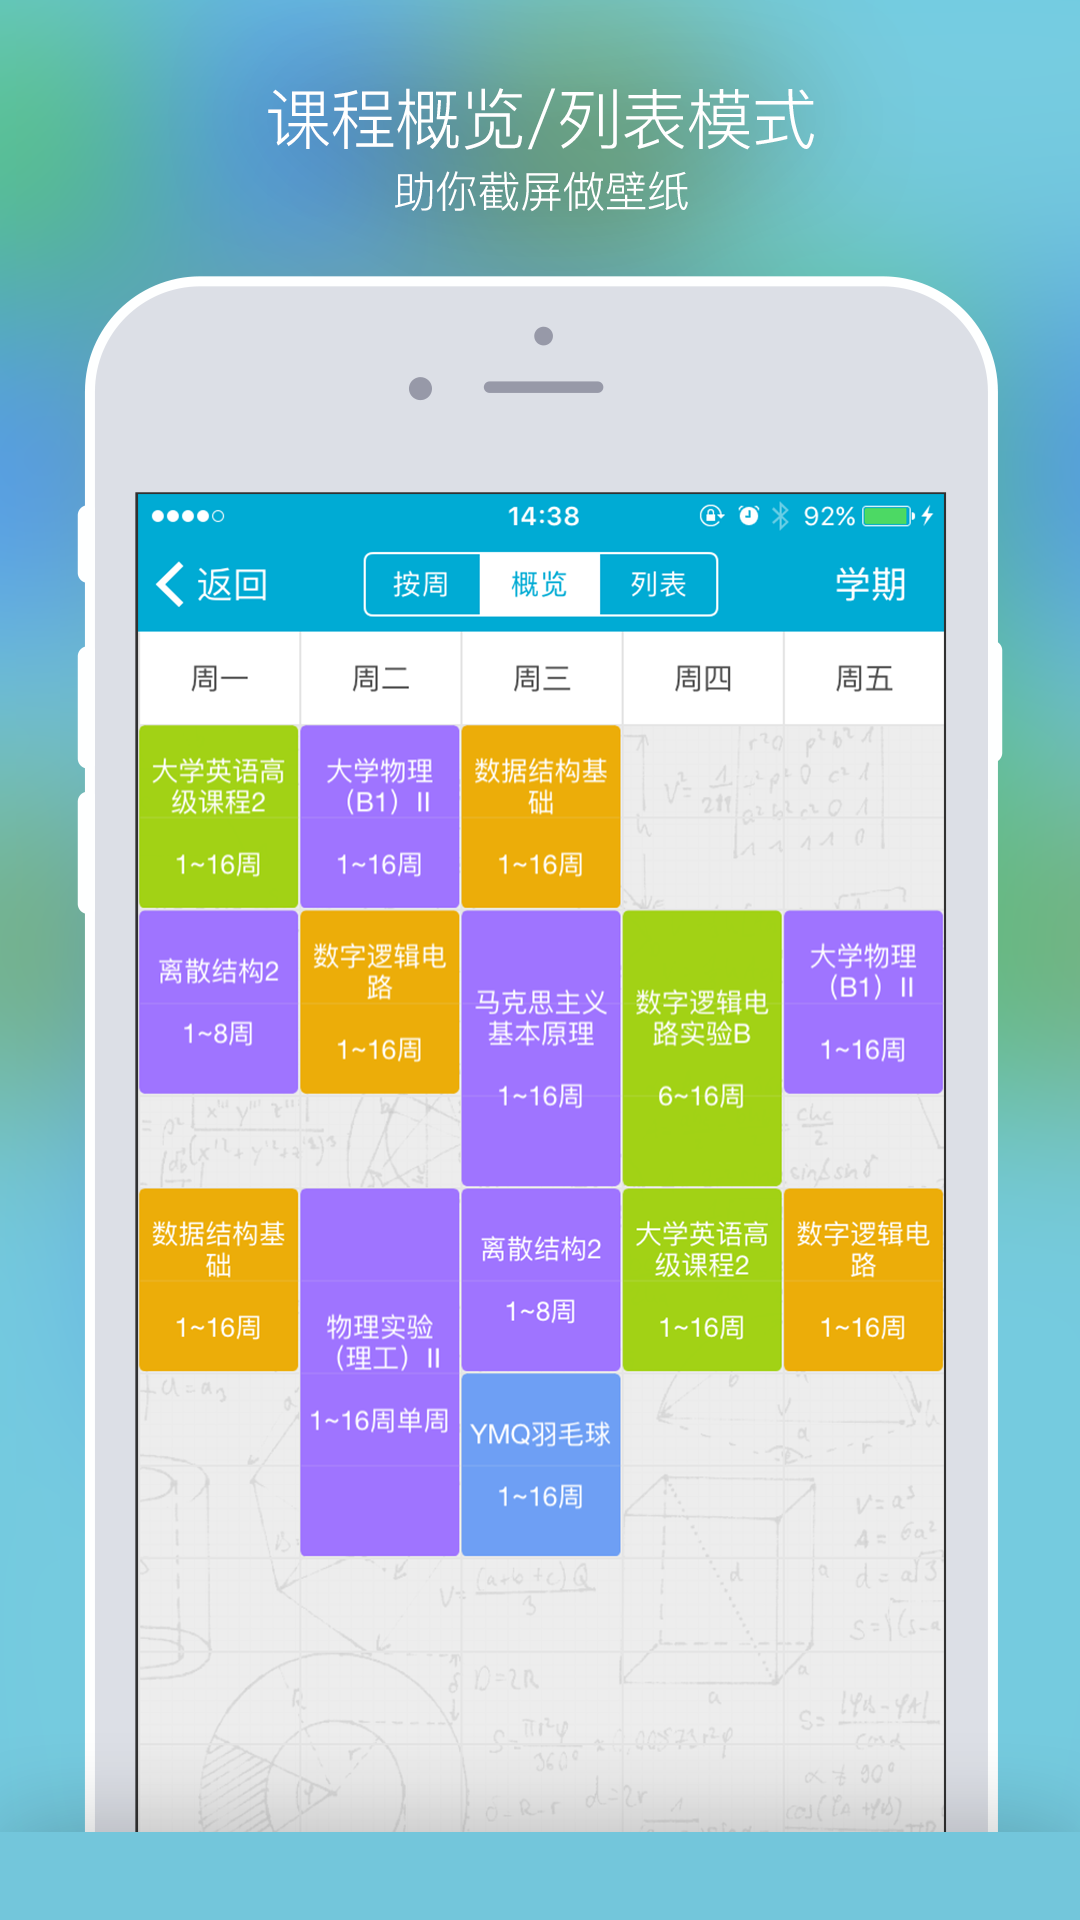 课程概览/列表模式
助你截屏做壁纸
14:38
92%
返回
按周
概览
列表
学期
周一
周二
周三
周四
周五
大学英语高
级课程2
1~16周
大学物理
（B1）II
1~16周
数据结构基
础
1~16周
离散结构2
1~8周
数字逻辑电
路
1~16周
马克思主义
基本原理
1~16周
数字逻辑电
路实验B
6~16周
大学物理
（B1）II
1~16周
数据结构基
础
1~16周
物理实验
（理工）II
1~16周单周
离散结构2
1~8周
大学英语高
级课程2
1~16周
数字逻辑电
路
1~16周
YMQ羽毛球
1~16周